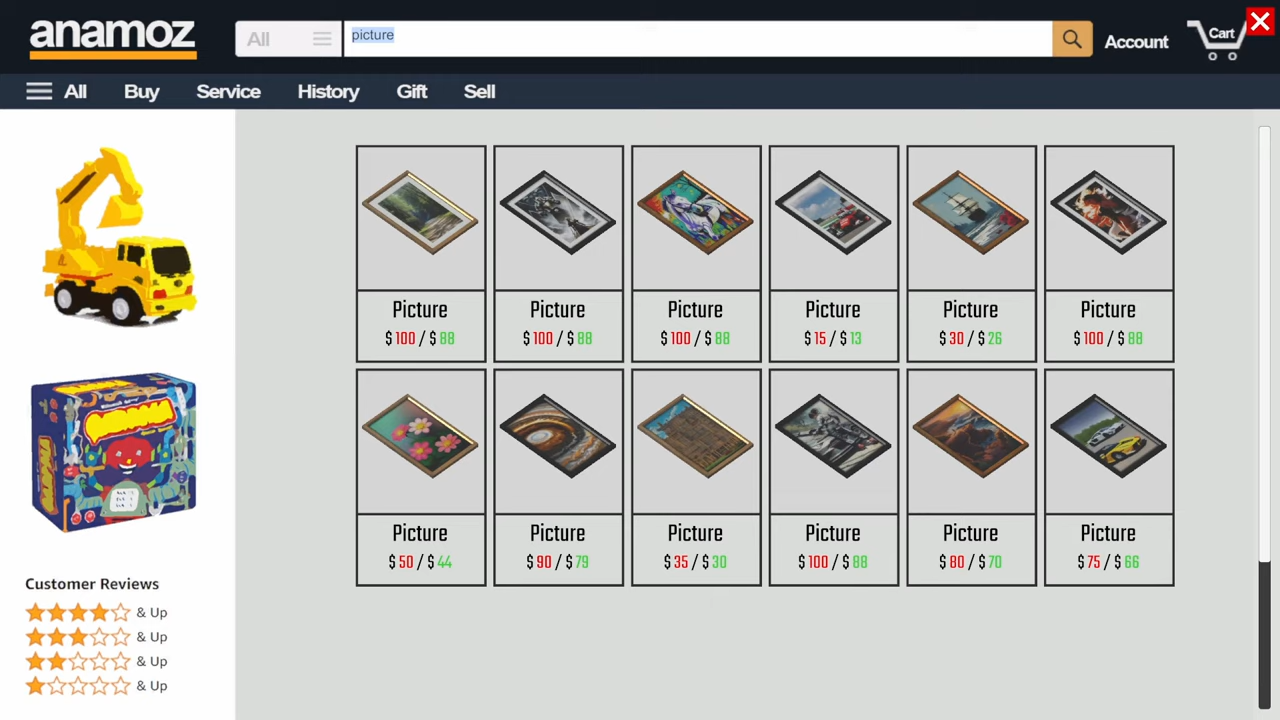 anamoz
All
picture
Account
Cart
All
Buy
Service
History
Gift
Sell
Picture
$ 100 / $ 88
Picture
$ 100 / $ 88
Picture
$ 100 / $ 88
Picture
$ 15 / $ 13
Picture
$ 30 / $ 26
Picture
$ 100 / $ 88
Picture
$ 50 / $ 44
Picture
$ 90 / $ 79
Picture
$ 35 / $ 30
Picture
$ 100 / $ 88
Picture
$ 80 / $ 70
Picture
$ 75 / $ 66
Customer Reviews
& Up
& Up
& Up
& Up